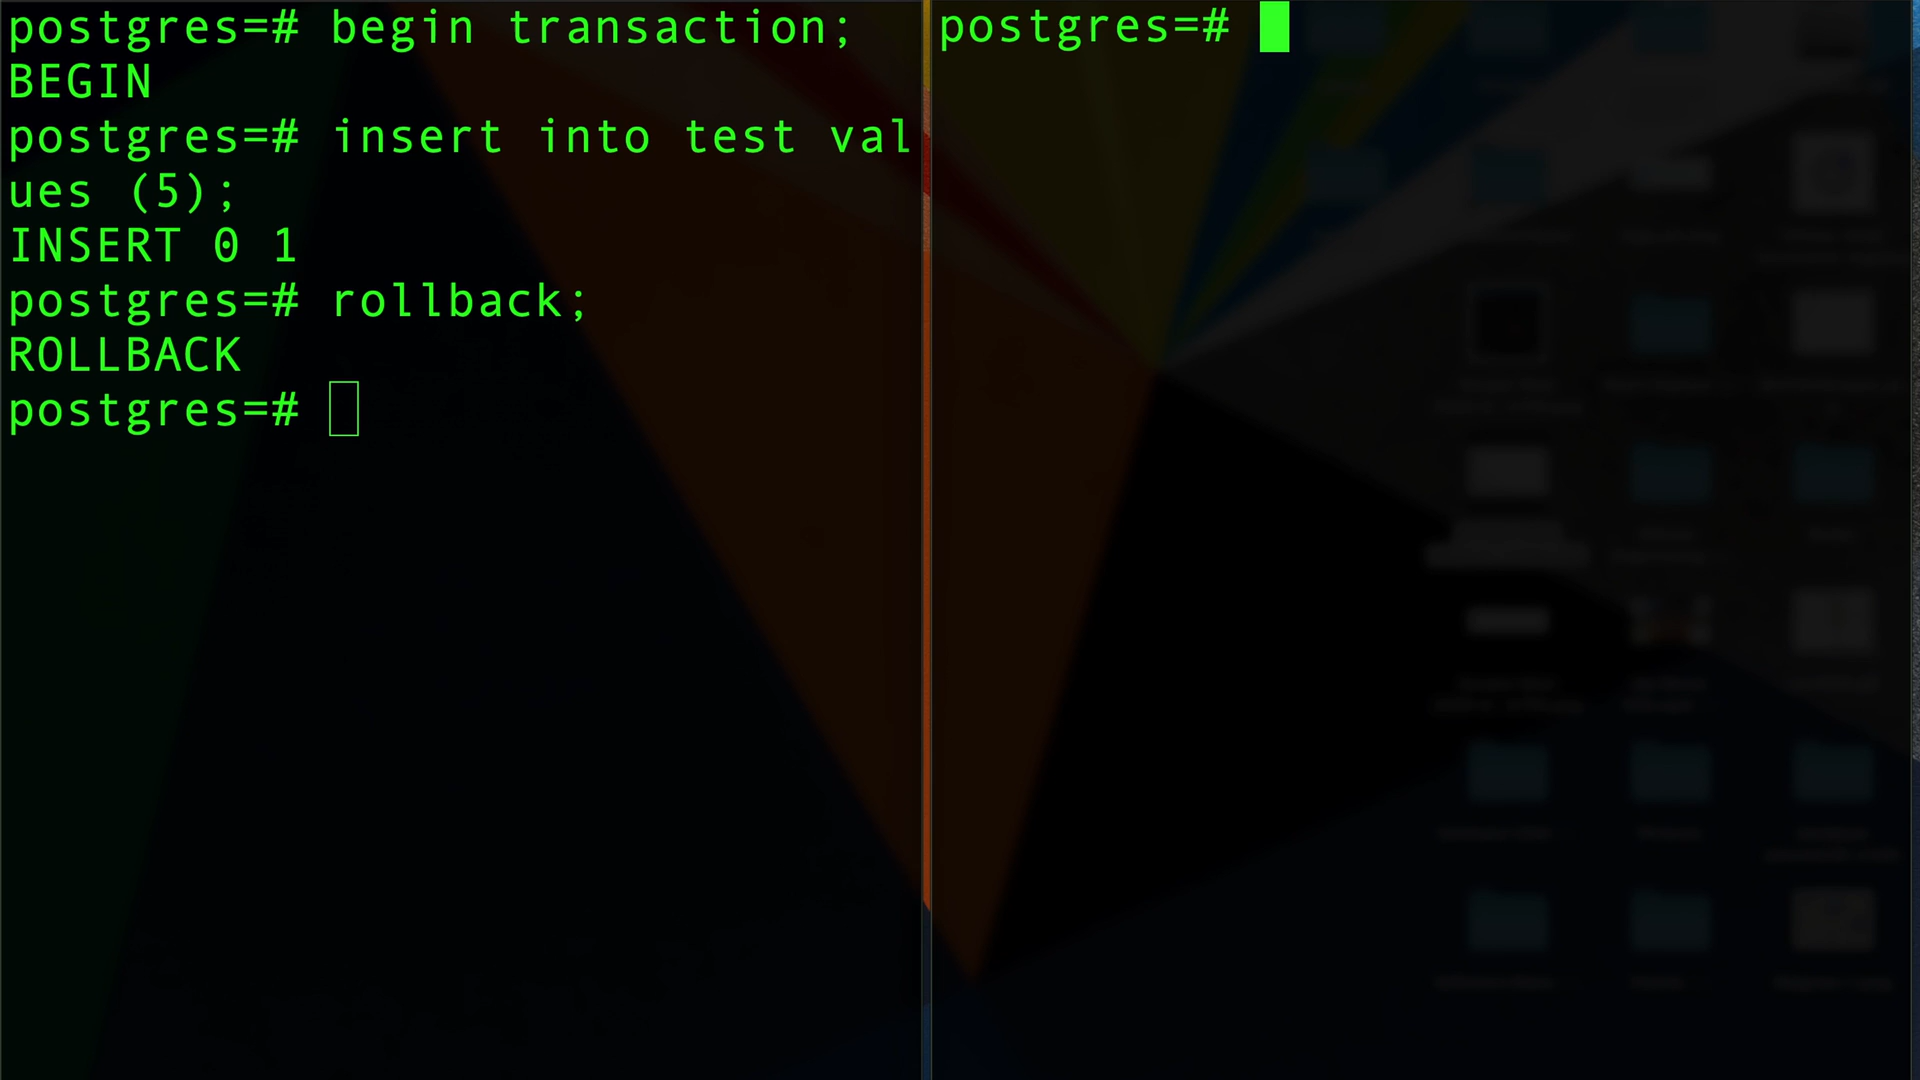 postgres=# begin transaction;
BEGIN
postgres=# insert into test val
ues (5);
INSERT 0 1
postgres=# rollback;
ROLLBACK
postgres=#
postgres=#